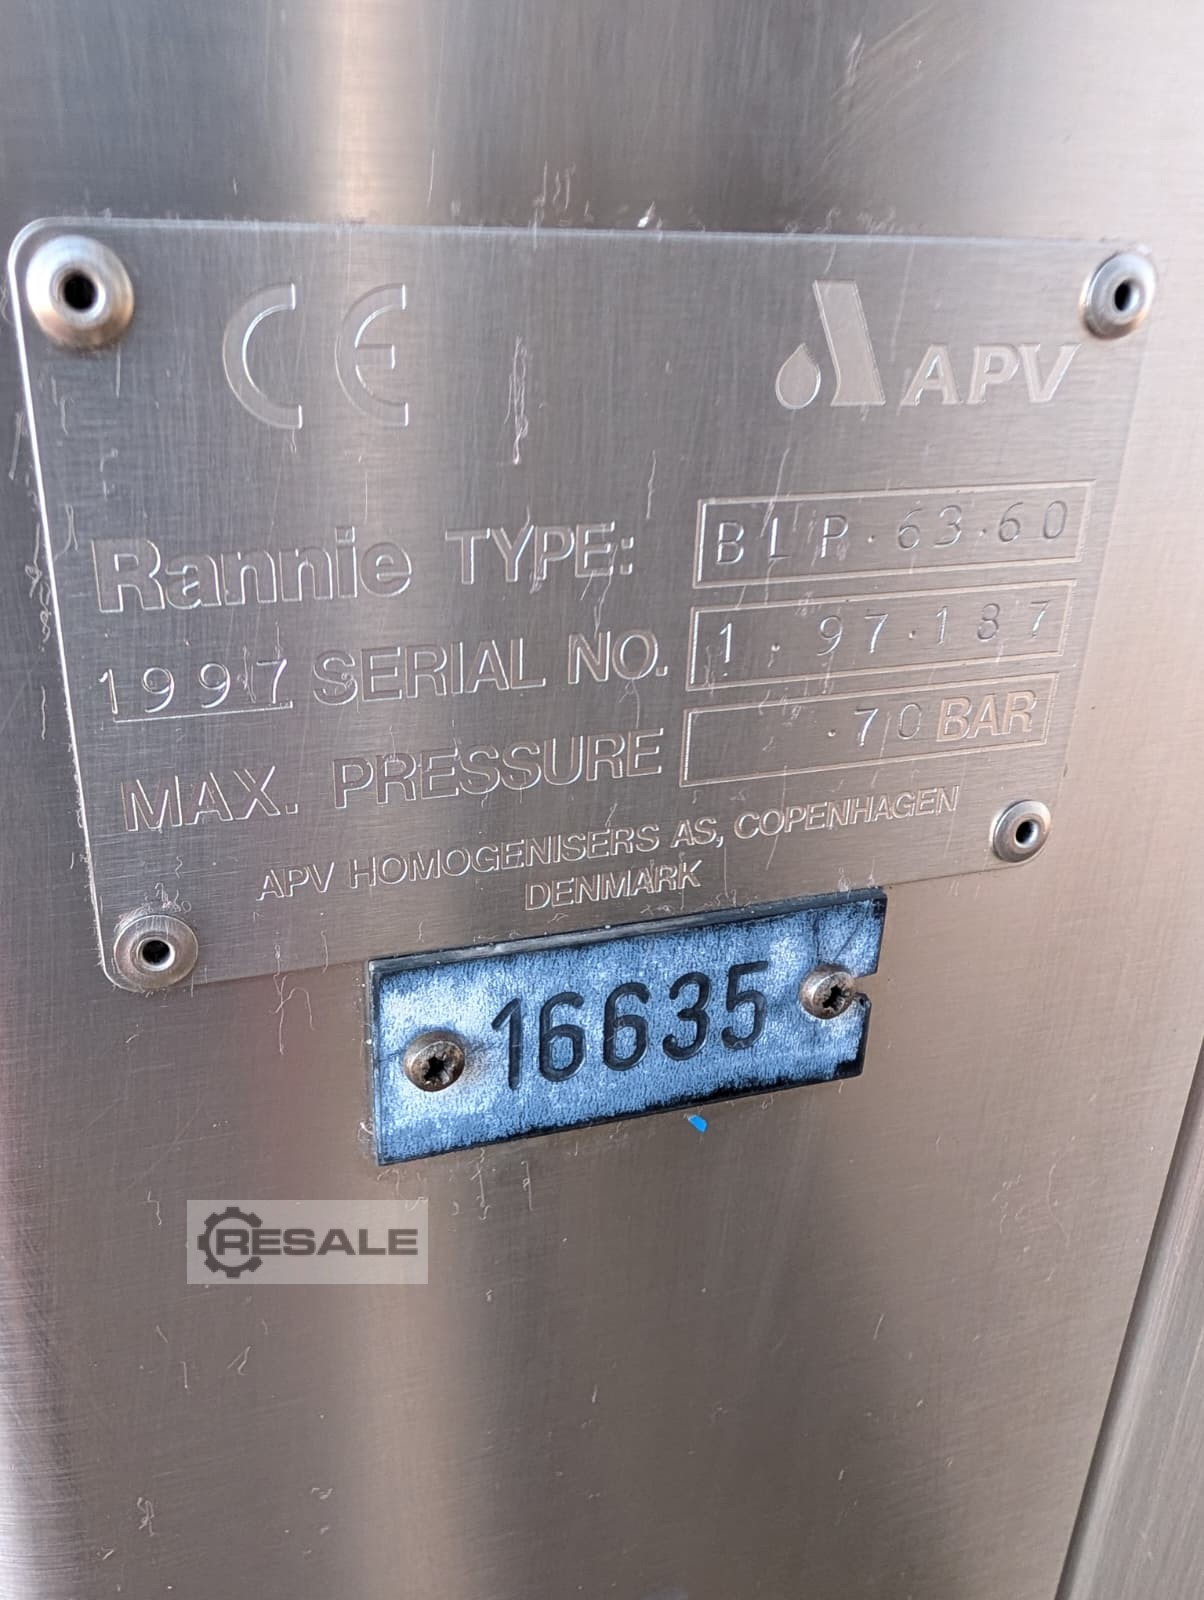 CE APV
Rannie TYPE: BLP.63.60
1997 SERIAL NO. 1.97.187
MAX. PRESSURE .70 BAR
APV HOMOGENISERS AS, COPENHAGEN
DENMARK
16635
RESALE